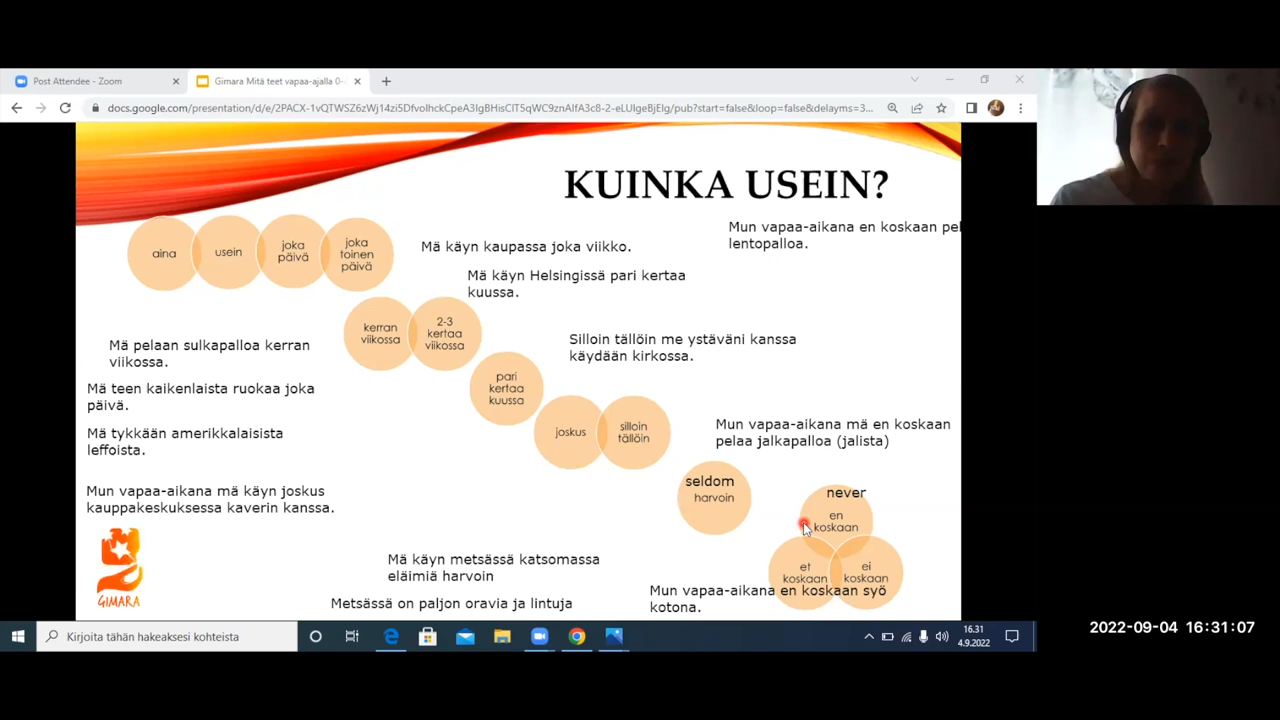 Post Attendee - Zoom
Gimara Mitä teet vapaa-ajalla 0-
docs.google.com/presentation/d/e/2PACX-1vQTWSZ6zWj14zi5DfvolhckCpeA3IgBHisClT5qWC9znAlfA3c8-2-eLUIgeBjEIg/pub?start=false&loop=false&delayms=3...
KUINKA USEIN?
aina
usein
joka
päivä
joka
toinen
päivä
Mä käyn kaupassa joka viikko.
Mun vapaa-aikana en koskaan pel
lentopalloa.
Mä käyn Helsingissä pari kertaa
kuussa.
kerran
viikossa
2-3
kertaa
viikossa
Silloin tällöin me ystäväni kanssa
käydään kirkossa.
Mä pelaan sulkapalloa kerran
viikossa.
Mä teen kaikenlaista ruokaa joka
päivä.
pari
kertaa
kuussa
Mä tykkään amerikkalaisista
leffoista.
joskus
silloin
tällöin
Mun vapaa-aikana mä en koskaan
pelaa jalkapalloa (jalista)
Mun vapaa-aikana mä käyn joskus
kauppakeskuksessa kaverin kanssa.
seldom
harvoin
never
en
koskaan
et
koskaan
ei
koskaan
GIMARA
Mä käyn metsässä katsomassa
eläimiä harvoin
Metsässä on paljon oravia ja lintuja
Mun vapaa-aikana en koskaan syö
kotona.
Kirjoita tähän hakeaksesi kohteista
16.31
4.9.2022
2022-09-04 16:31:07